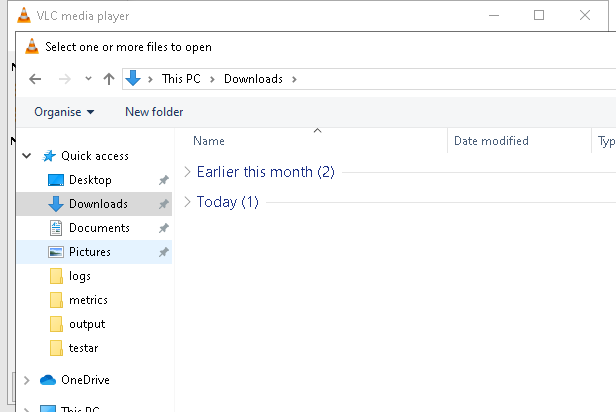 VLC media player
Select one or more files to open
This PC
Downloads
Organise
New folder
Name
Date modified
Typ
Quick access
Desktop
Downloads
Documents
Pictures
logs
metrics
output
testar
OneDrive
This PC
Earlier this month (2)
Today (1)